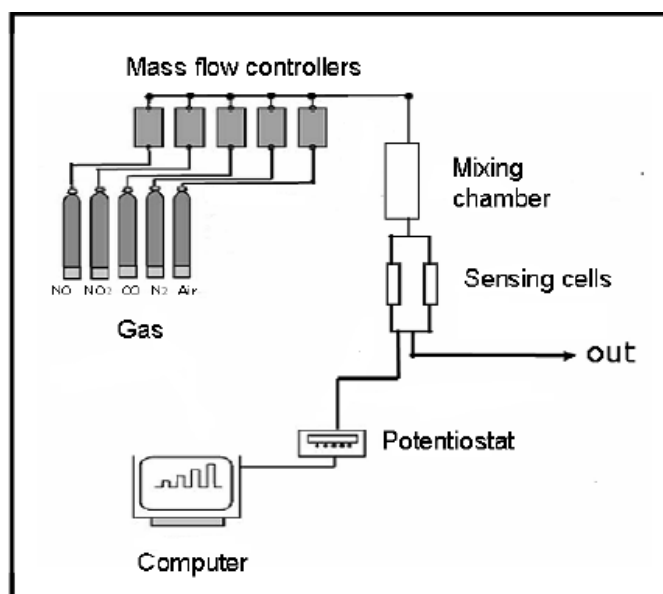 Mass flow controllers
Mixing
chamber
NO NO2 CO N2 Air
Gas
Sensing cells
out
Potentiostat
Computer